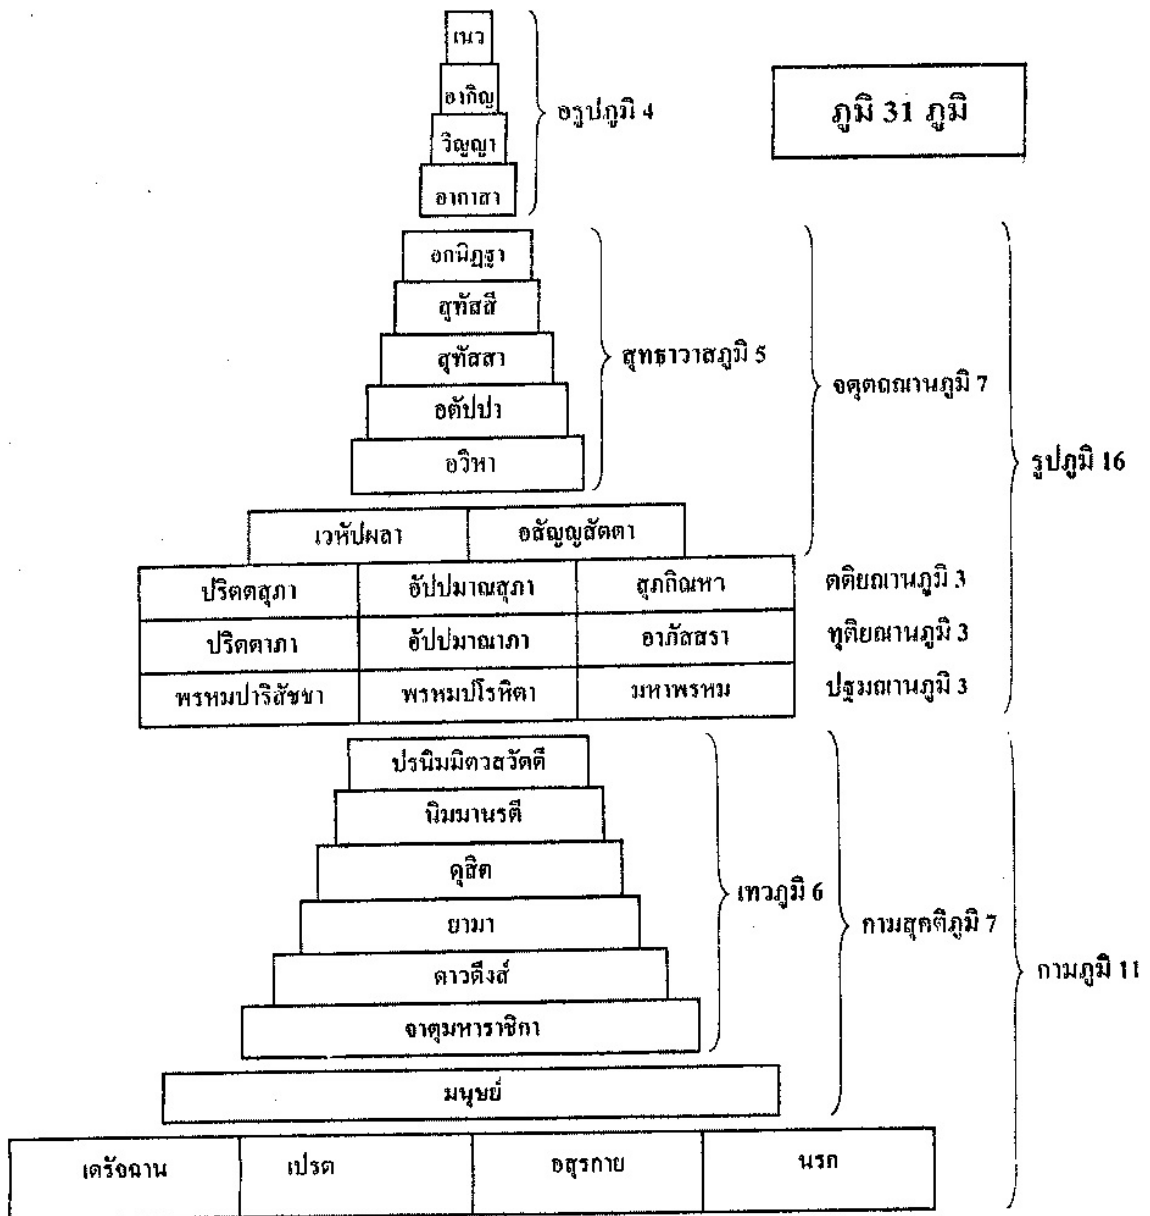 เนว
อากิญ
วิญญา
อากาสา
อรูปภูมิ 4
ภูมิ 31 ภูมิ
อกนิฏฐา
สุทัสสี
สุทัสสา
อตัปปา
อวิหา
สุทธาวาสภูมิ 5
จตุตถฌานภูมิ 7
รูปภูมิ 16
เวหัปผลา อสัญญสัตตา
ปริตตสุภา อัปปมาณสุภา สุภกิณหา ตติยฌานภูมิ 3
ปริตตาภา อัปปมาณาภา อาภัสสรา ทุติยฌานภูมิ 3
พรหมปาริสัชชา พรหมปโรหิตา มหาพรหม ปฐมฌานภูมิ 3
ปรนิมมิตวสวัตดี
นิมมานรตี
ดุสิต
ยามา
ดาวดึงส์
จาตุมหาราชิกา
เทวภูมิ 6
กามสุคติภูมิ 7
กามภูมิ 11
มนุษย์
เดรัจฉาน เปรต อสุรกาย นรก